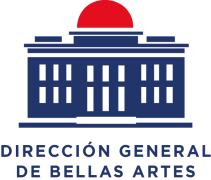 DIRECCIÓN GENERAL
DE BELLAS ARTES